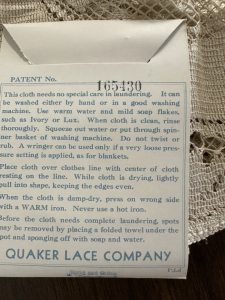 PATENT No. 165430
This cloth needs no special care in laundering. It can
be washed either by hand or in a good washing
machine. Use warm water and mild soap flakes,
such as Ivory or Lux. When cloth is clean, rinse
thoroughly. Squeeze out water or put through spin-
ner basket of washing machine. Do not twist or
rub. A wringer can be used only if a very loose pres-
sure setting is applied, as for blankets.
Place cloth over clothes line with center of cloth
resting on the line. While cloth is drying, lightly
pull into shape, keeping the edges even.
When the cloth is damp-dry, press on wrong side
with a WARM iron. Never use a hot iron.
Before the cloth needs complete laundering, spots
may be removed by placing a folded towel under the
spot and sponging off with soap and water.
QUAKER LACE COMPANY